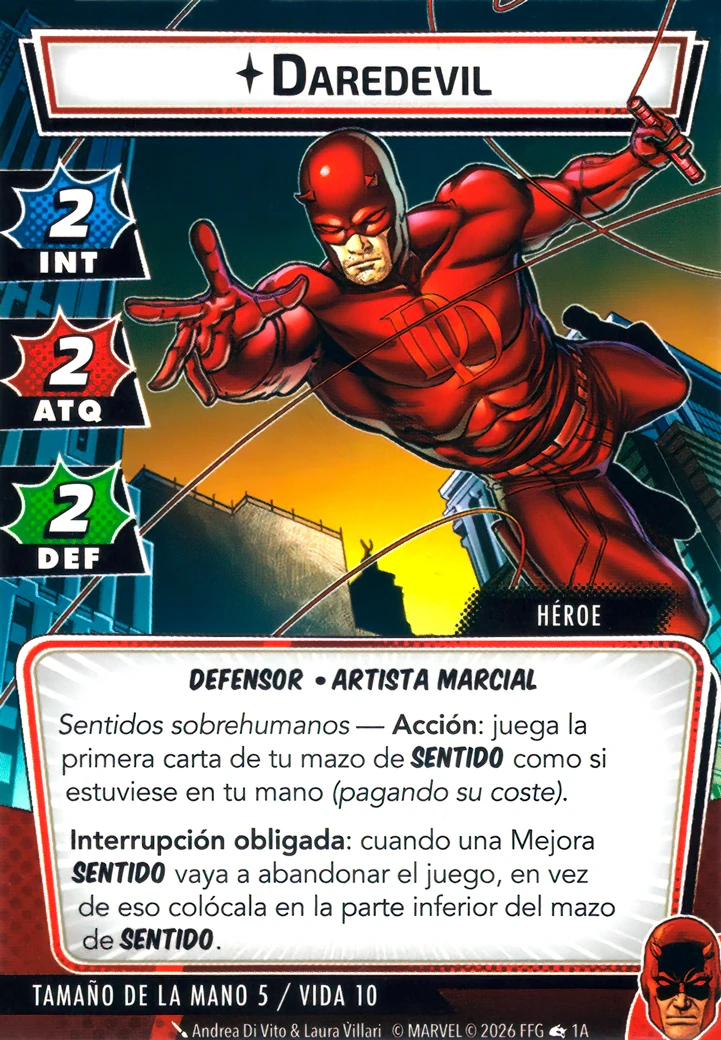 DAREDEVIL
2
INT
2
ATQ
2
DEF
HÉROE
DEFENSOR • ARTISTA MARCIAL
Sentidos sobrehumanos — Acción: juega la
primera carta de tu mazo de SENTIDO como si
estuviese en tu mano (pagando su coste).
Interrupción obligada: cuando una Mejora
SENTIDO vaya a abandonar el juego, en vez
de eso colócala en la parte inferior del mazo
de SENTIDO.
TAMAÑO DE LA MANO 5 / VIDA 10
Andrea Di Vito & Laura Villari © MARVEL © 2026 FFG 1A